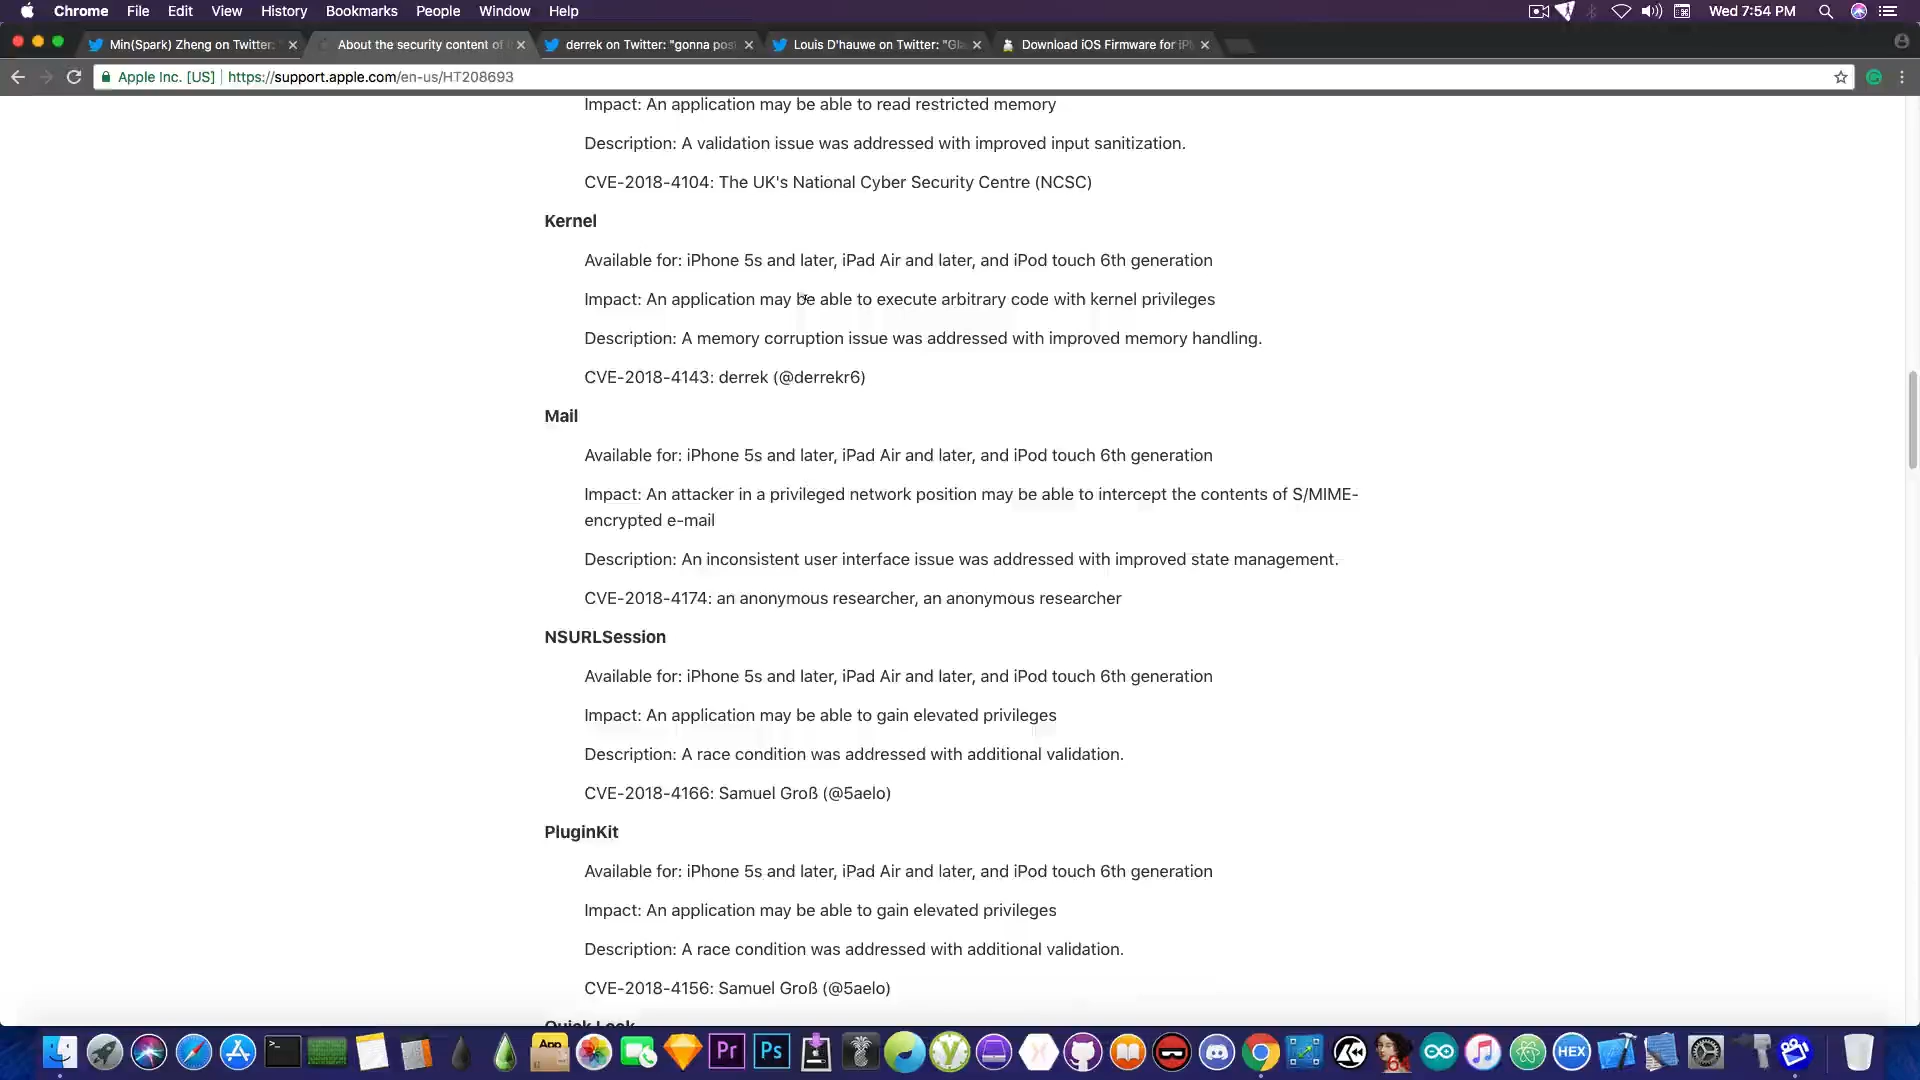 Chrome File Edit View History Bookmarks People Window Help Wed 7:54 PM
Min(Spark) Zheng on Twitter: About the security content of derrek on Twitter: "gonna pos Louis D'hauwe on Twitter: "Gl Download iOS Firmware for iP
Apple Inc. [US] https://support.apple.com/en-us/HT208693
Impact: An application may be able to read restricted memory
Description: A validation issue was addressed with improved input sanitization.
CVE-2018-4104: The UK's National Cyber Security Centre (NCSC)
Kernel
Available for: iPhone 5s and later, iPad Air and later, and iPod touch 6th generation
Impact: An application may be able to execute arbitrary code with kernel privileges
Description: A memory corruption issue was addressed with improved memory handling.
CVE-2018-4143: derrek (@derrekr6)
Mail
Available for: iPhone 5s and later, iPad Air and later, and iPod touch 6th generation
Impact: An attacker in a privileged network position may be able to intercept the contents of S/MIME-
encrypted e-mail
Description: An inconsistent user interface issue was addressed with improved state management.
CVE-2018-4174: an anonymous researcher, an anonymous researcher
NSURLSession
Available for: iPhone 5s and later, iPad Air and later, and iPod touch 6th generation
Impact: An application may be able to gain elevated privileges
Description: A race condition was addressed with additional validation.
CVE-2018-4166: Samuel Groß (@5aelo)
PluginKit
Available for: iPhone 5s and later, iPad Air and later, and iPod touch 6th generation
Impact: An application may be able to gain elevated privileges
Description: A race condition was addressed with additional validation.
CVE-2018-4156: Samuel Groß (@5aelo)
Quick Look
App Pr Ps HEX